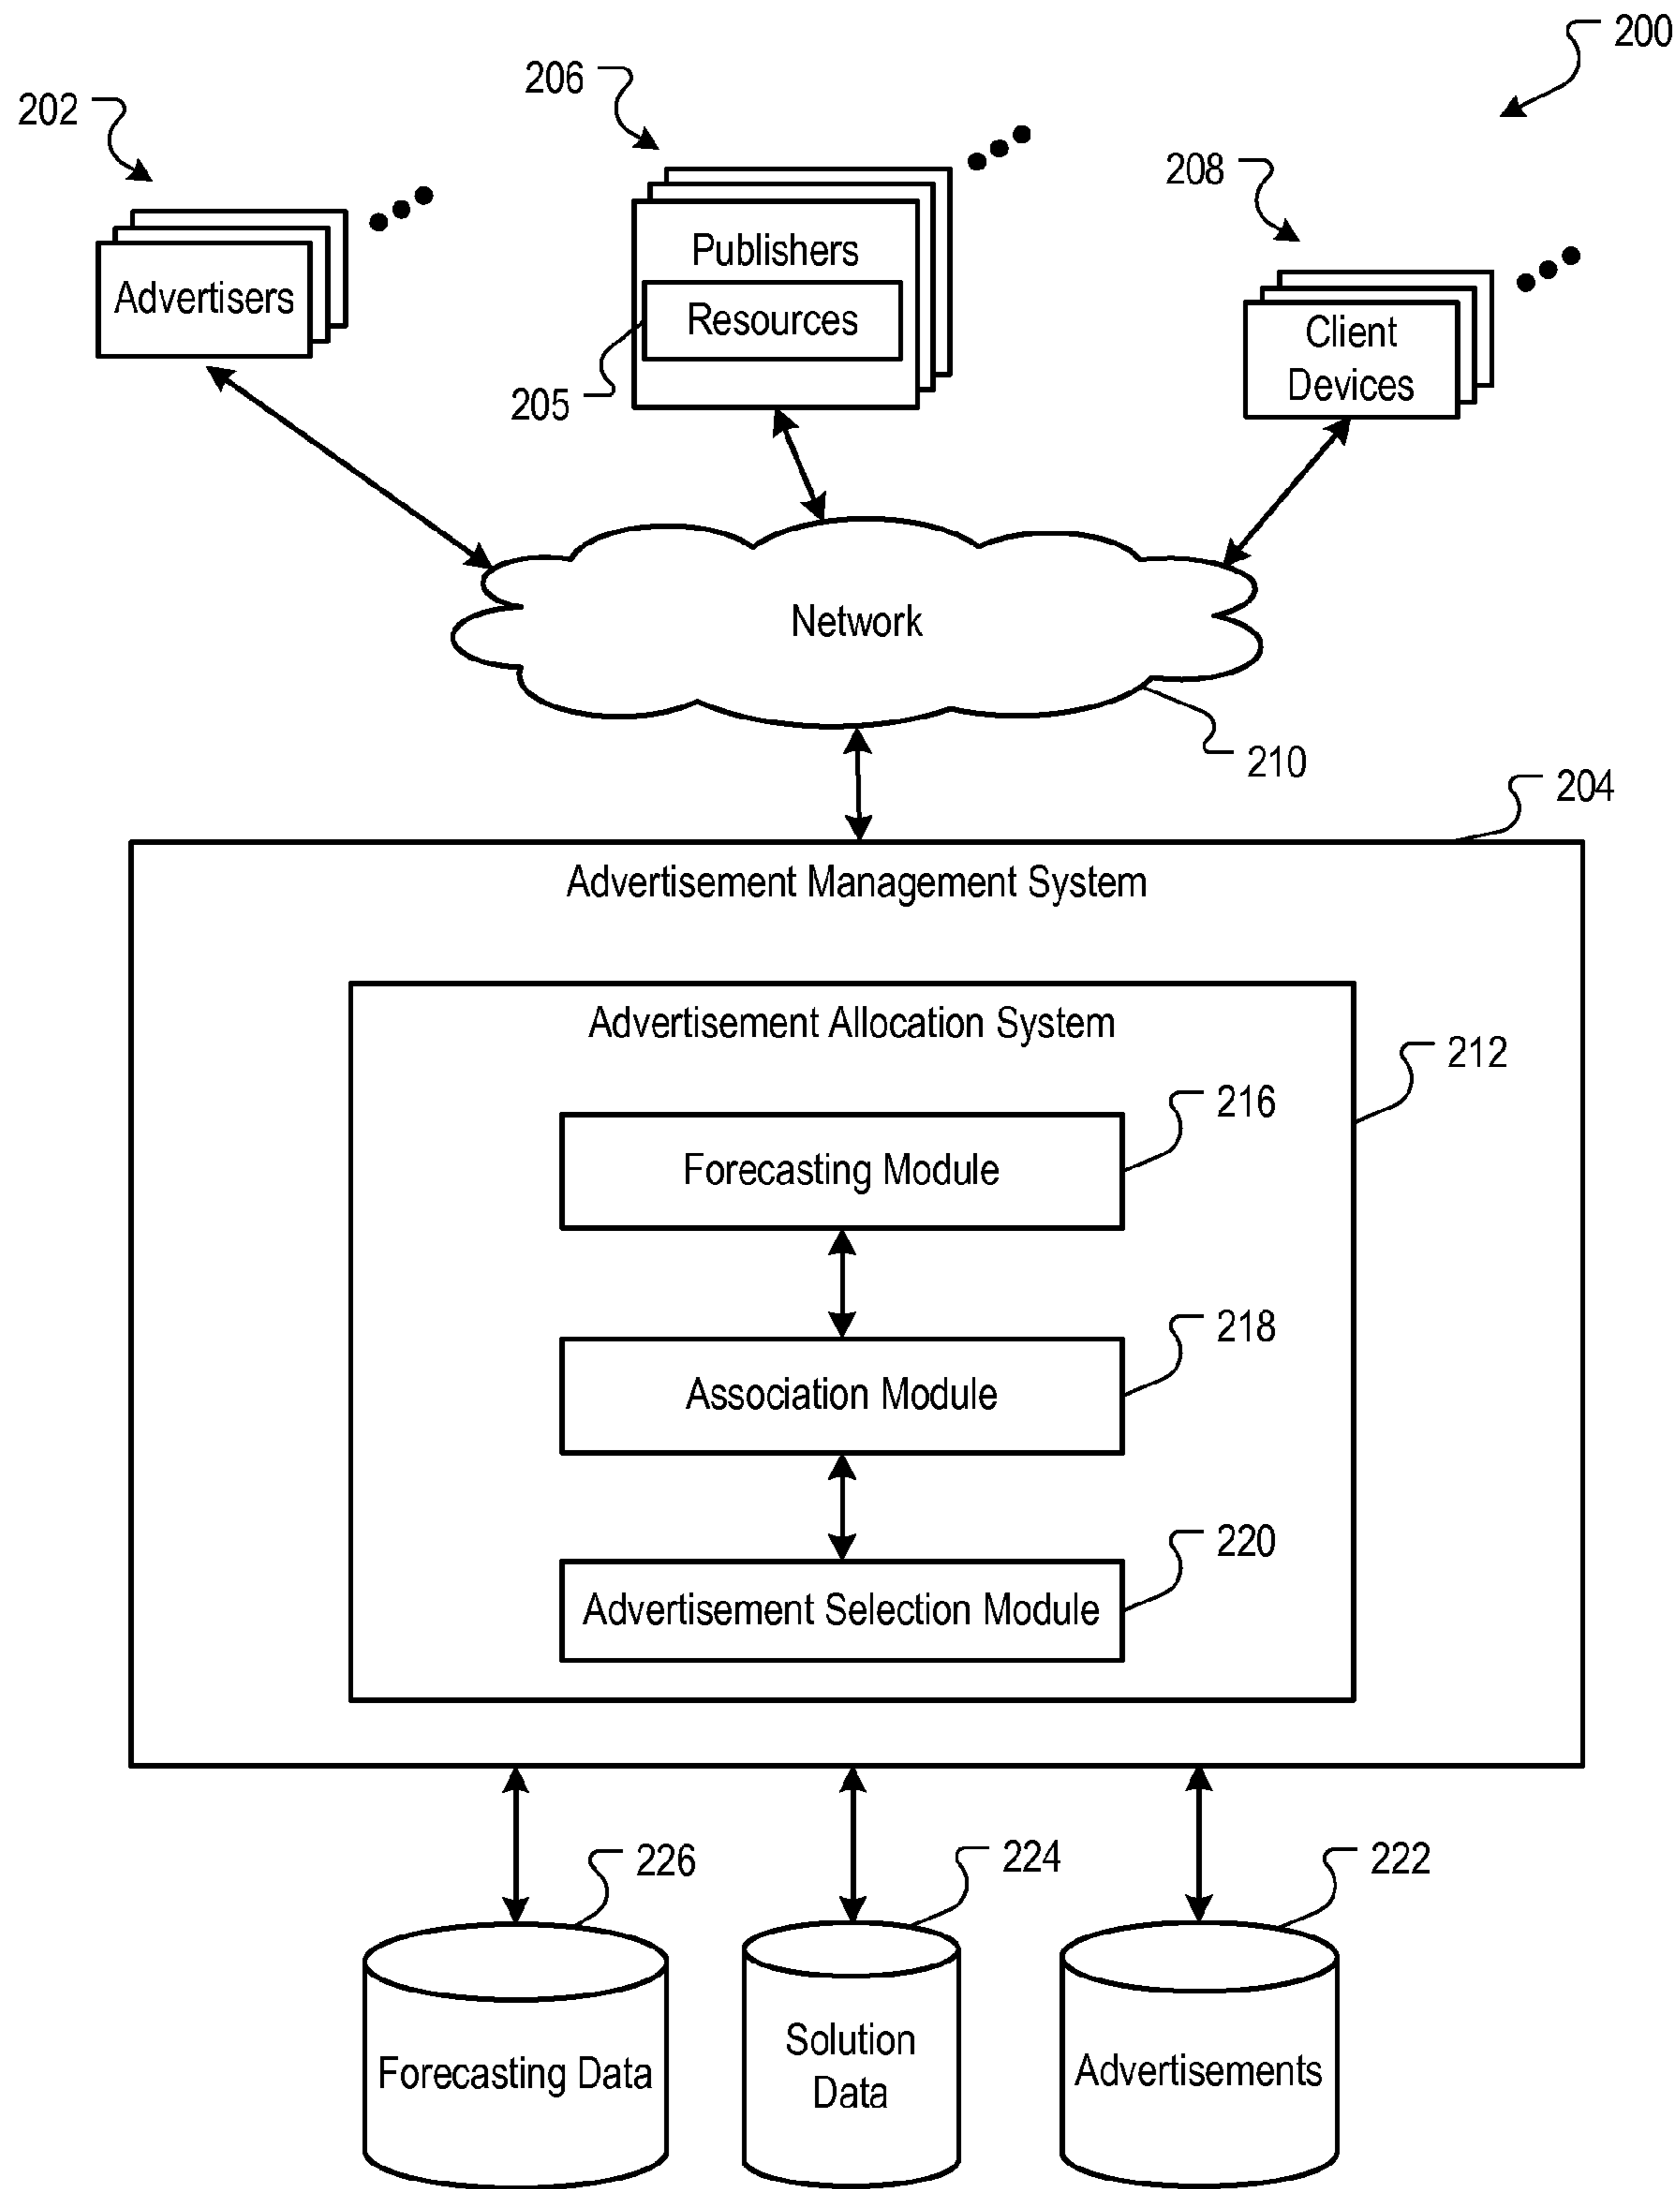 200
206
202
208
Publishers
Advertisers
Resources
Client
Devices
205
Network
210
204
Advertisement Management System
Advertisement Allocation System
212
216
Forecasting Module
218
Association Module
220
Advertisement Selection Module
226
224
222
Forecasting Data
Solution
Data
Advertisements